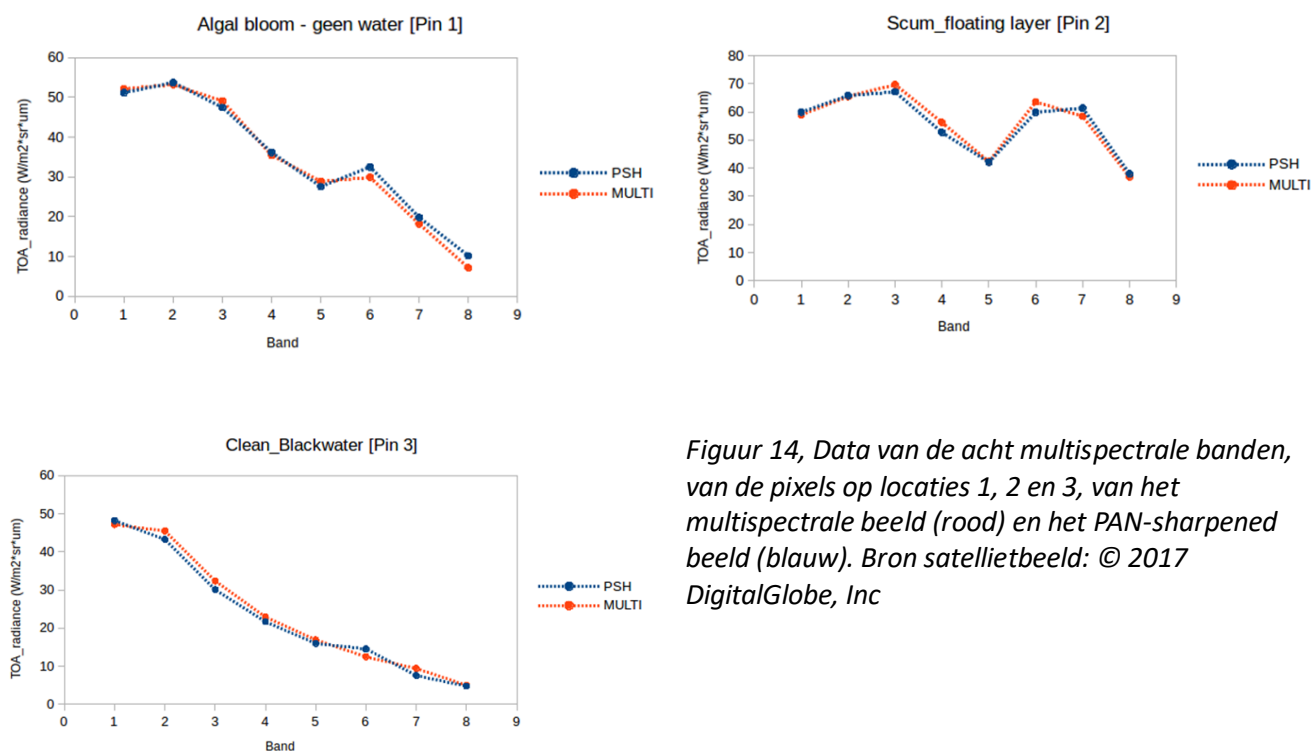 Algal bloom - geen water [Pin 1]
60
50
40
30
20
10
0
TOA_radiance (W/m2*sr*um)
0 1 2 3 4 5 6 7 8 9
Band
PSH
MULTI
Scum_floating layer [Pin 2]
80
70
60
50
40
30
20
10
0
TOA_radiance (W/m2*sr*um)
0 1 2 3 4 5 6 7 8 9
Band
PSH
MULTI
Clean_Blackwater [Pin 3]
60
50
40
30
20
10
0
TOA_radiance (W/m2*sr*um)
0 1 2 3 4 5 6 7 8 9
Band
PSH
MULTI
Figuur 14, Data van de acht multispectrale banden,
van de pixels op locaties 1, 2 en 3, van het
multispectrale beeld (rood) en het PAN-sharpened
beeld (blauw). Bron satellietbeeld: © 2017
DigitalGlobe, Inc